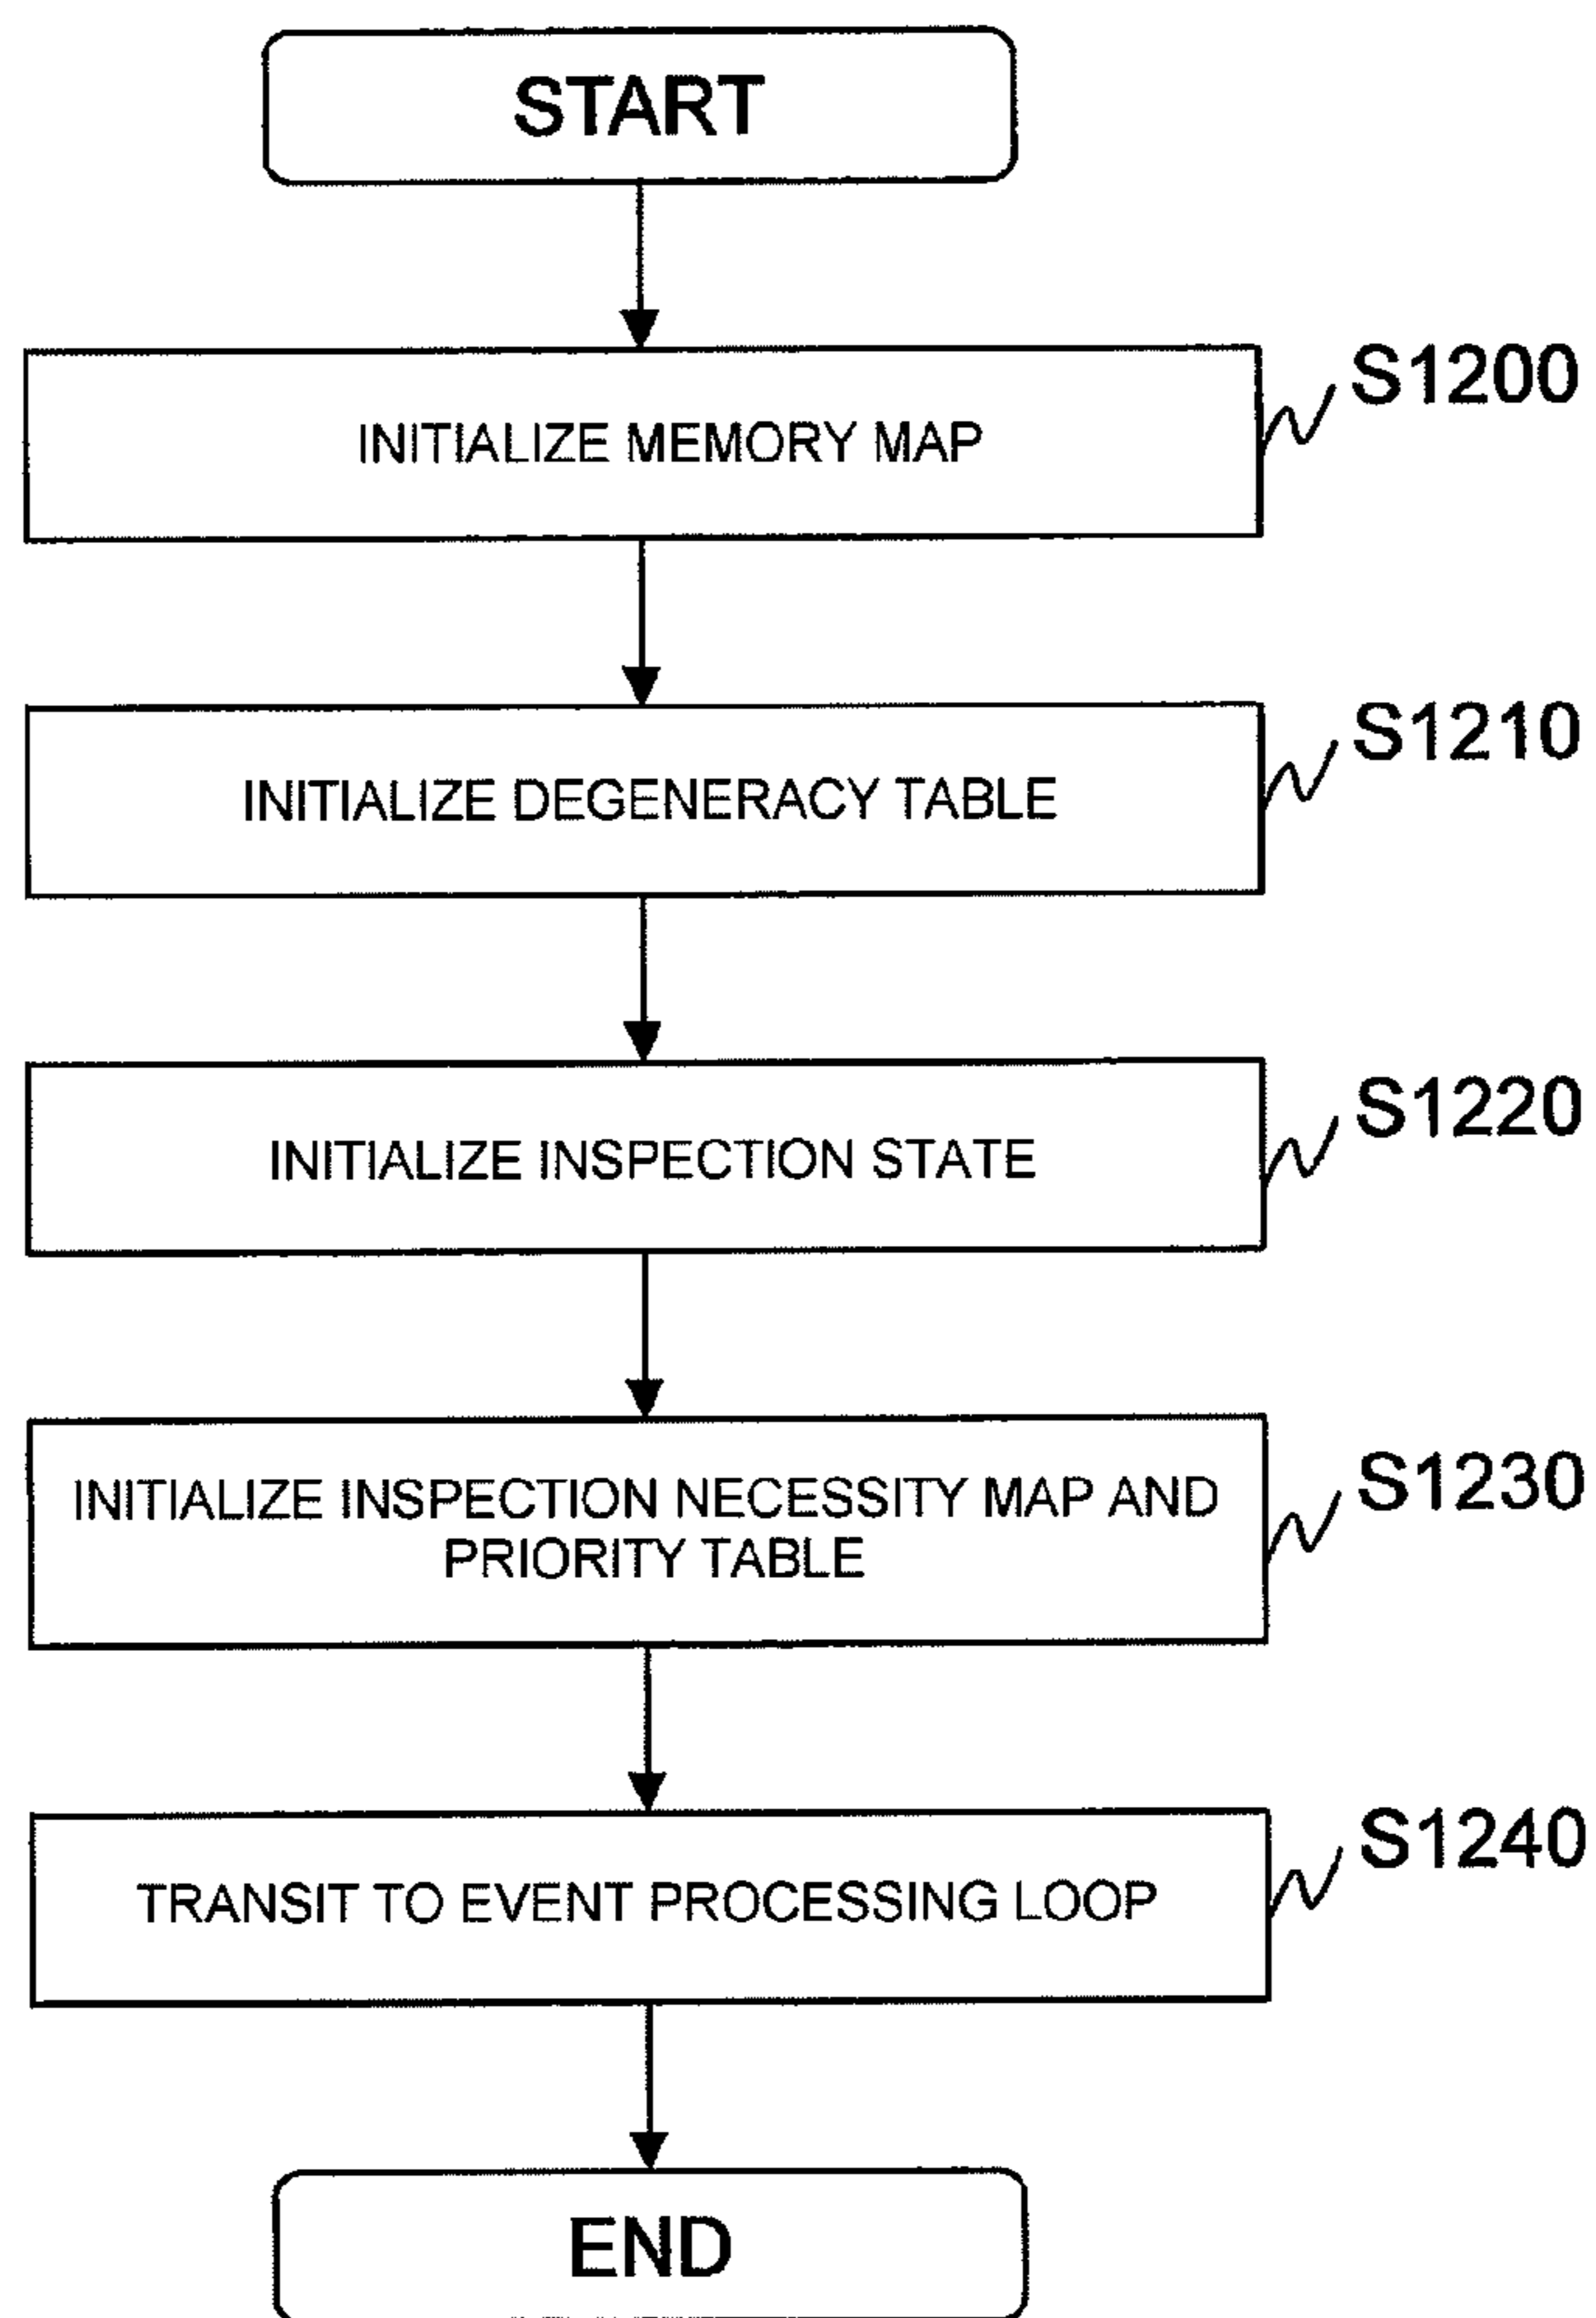 START
S1200
INITIALIZE MEMORY MAP
S1210
INITIALIZE DEGENERACY TABLE
S1220
INITIALIZE INSPECTION STATE
S1230
INITIALIZE INSPECTION NECESSITY MAP AND
PRIORITY TABLE
S1240
TRANSIT TO EVENT PROCESSING LOOP
END